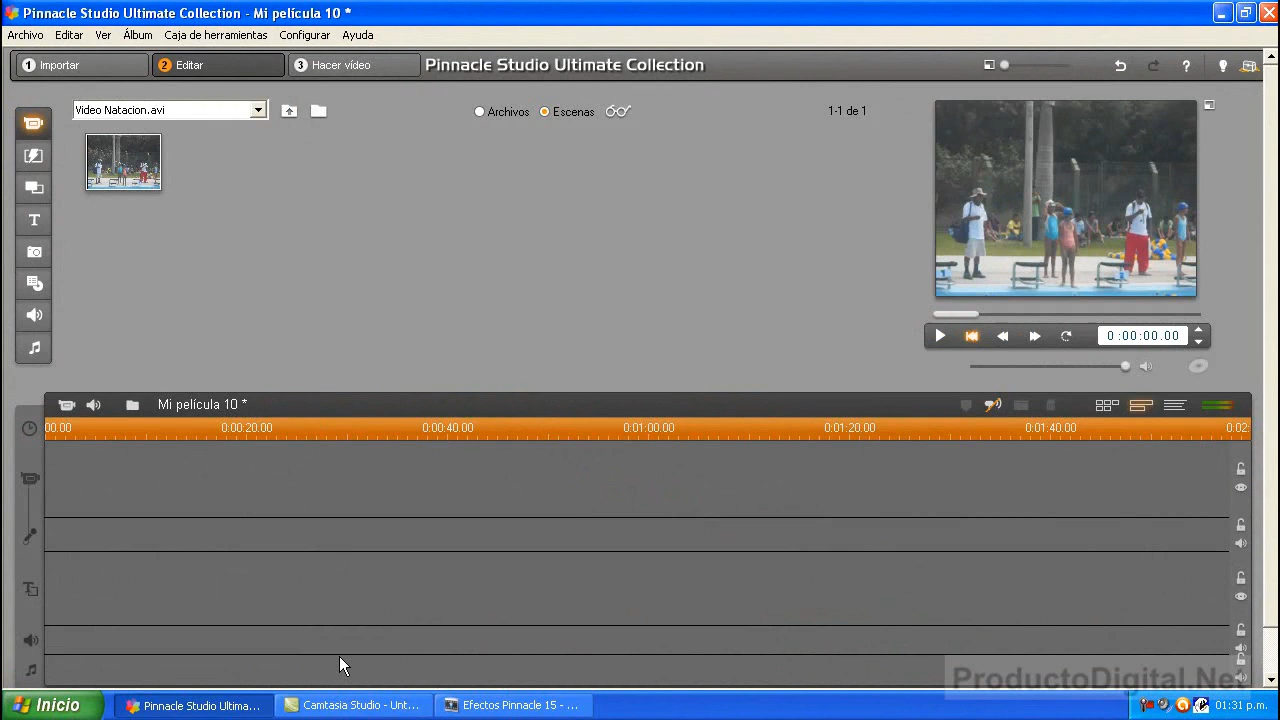 Pinnacle Studio Ultimate Collection - Mi película 10 *
Archivo Editar Ver Álbum Caja de herramientas Configurar Ayuda
1 Importar 2 Editar 3 Hacer vídeo Pinnacle Studio Ultimate Collection
Video Natacion.avi Archivos Escenas 1-1 de 1
T
0:00:00.00
Mi película 10 *
00.00 0:00:20.00 0:00:40.00 0:01:00.00 0:01:20.00 0:01:40.00 0:02:
ProductoDigital.Net
Inicio Pinnacle Studio Ultima... Camtasia Studio - Unt... Efectos Pinnacle 15 - ... 01:31 p.m.